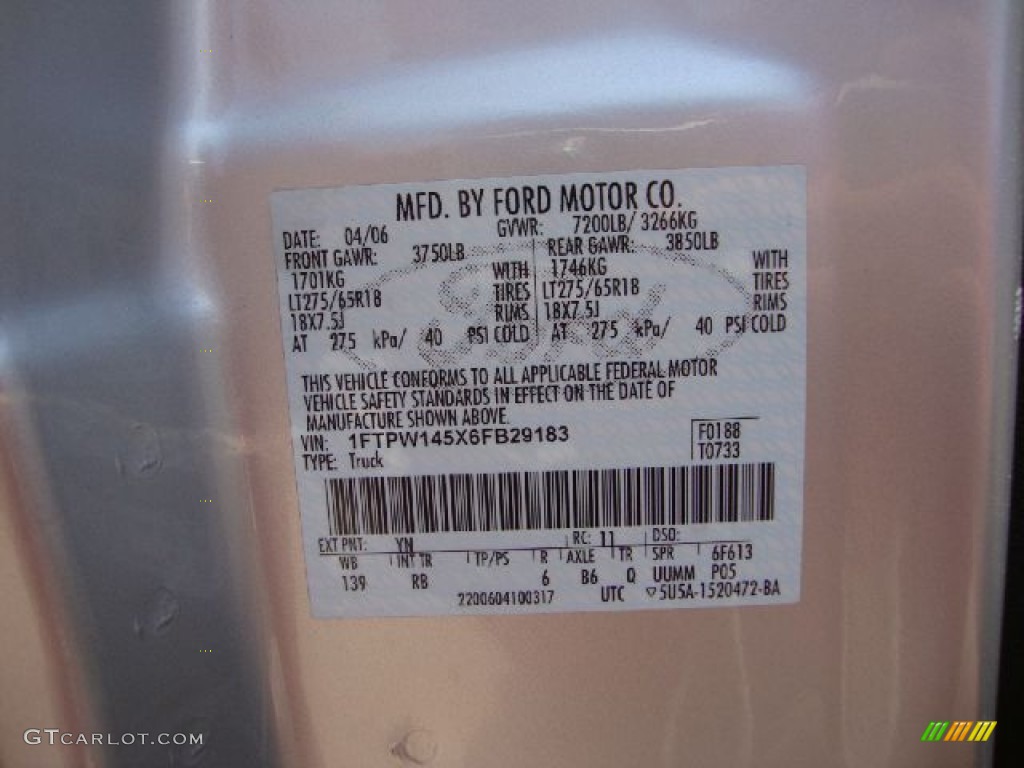 MFD. BY FORD MOTOR CO.
DATE: 04/06 GVWR: 7200LB/ 3266KG
FRONT GAWR: 3750LB REAR GAWR: 3850LB
1701KG WITH 1746KG WITH
LT275/65R18 TIRES LT275/65R18 TIRES
18X7.5J RIMS 18X7.5J RIMS
AT 275 kPa/ 40 PSI COLD AT 275 kPa/ 40 PSI COLD
THIS VEHICLE CONFORMS TO ALL APPLICABLE FEDERAL MOTOR
VEHICLE SAFETY STANDARDS IN EFFECT ON THE DATE OF
MANUFACTURE SHOWN ABOVE.
VIN: 1FTPW145X6FB29183 F0188
TYPE: Truck T0733
EXT PNT: YN RC: 11 DSO:
WB INT TR TP/PS R AXLE TR SPR 6F613
139 RB 6 B6 Q UUMM P05
2200604100317 UTC ▽5U5A-1520472-BA
Ford
GTCARLOT.COM